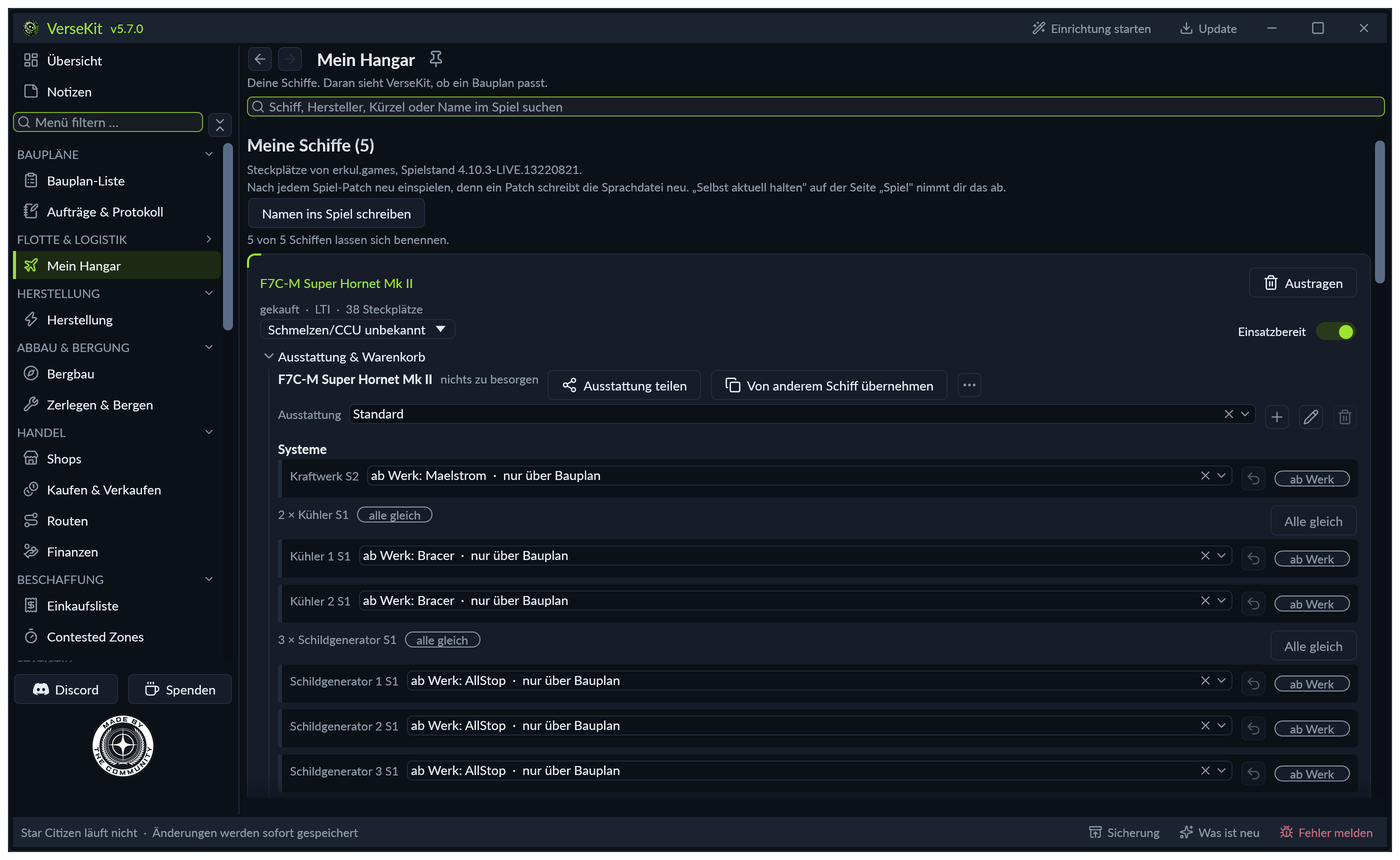 VerseKit v5.7.0
Einrichtung starten
Update
Übersicht
Notizen
Menü filtern ...
BAUPLÄNE
Bauplan-Liste
Aufträge & Protokoll
FLOTTE & LOGISTIK
Mein Hangar
HERSTELLUNG
Herstellung
ABBAU & BERGUNG
Bergbau
Zerlegen & Bergen
HANDEL
Shops
Kaufen & Verkaufen
Routen
Finanzen
BESCHAFFUNG
Einkaufsliste
Contested Zones
Discord
Spenden
MADE BY THE COMMUNITY
Mein Hangar
Deine Schiffe. Daran sieht VerseKit, ob ein Bauplan passt.
Schiff, Hersteller, Kürzel oder Name im Spiel suchen
Meine Schiffe (5)
Steckplätze von erkul.games, Spielstand 4.10.3-LIVE.13220821.
Nach jedem Spiel-Patch neu einspielen, denn ein Patch schreibt die Sprachdatei neu. „Selbst aktuell halten“ auf der Seite „Spiel“ nimmt dir das ab.
Namen ins Spiel schreiben
5 von 5 Schiffen lassen sich benennen.
F7C-M Super Hornet Mk II
Austragen
gekauft · LTI · 38 Steckplätze
Schmelzen/CCU unbekannt
Einsatzbereit
Ausstattung & Warenkorb
F7C-M Super Hornet Mk II nichts zu besorgen
Ausstattung teilen
Von anderem Schiff übernehmen
Ausstattung Standard
Systeme
Kraftwerk S2 ab Werk: Maelstrom · nur über Bauplan ab Werk
2 × Kühler S1 alle gleich Alle gleich
Kühler 1 S1 ab Werk: Bracer · nur über Bauplan ab Werk
Kühler 2 S1 ab Werk: Bracer · nur über Bauplan ab Werk
3 × Schildgenerator S1 alle gleich Alle gleich
Schildgenerator 1 S1 ab Werk: AllStop · nur über Bauplan ab Werk
Schildgenerator 2 S1 ab Werk: AllStop · nur über Bauplan ab Werk
Schildgenerator 3 S1 ab Werk: AllStop · nur über Bauplan ab Werk
Star Citizen läuft nicht · Änderungen werden sofort gespeichert
Sicherung
Was ist neu
Fehler melden